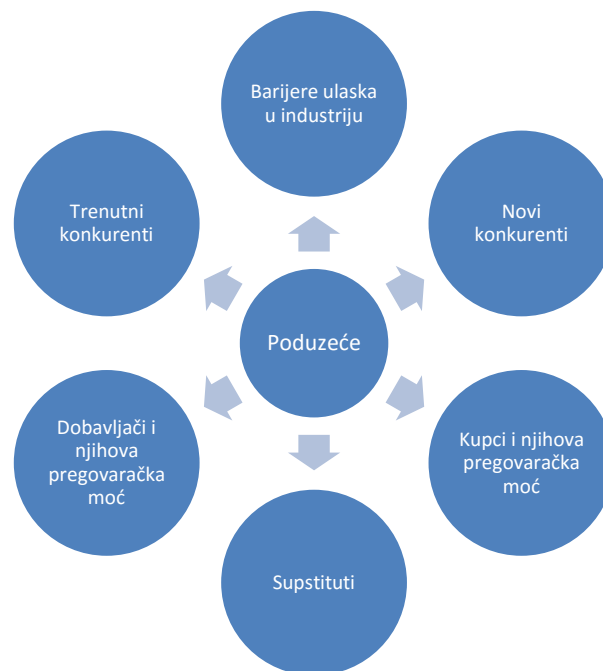 Barijere ulaska
u industriju
Trenutni
konkurenti
Novi
konkurenti
Poduzeće
Dobavljači i
njihova
pregovaračka
moć
Kupci i njihova
pregovaračka
moć
Supstituti